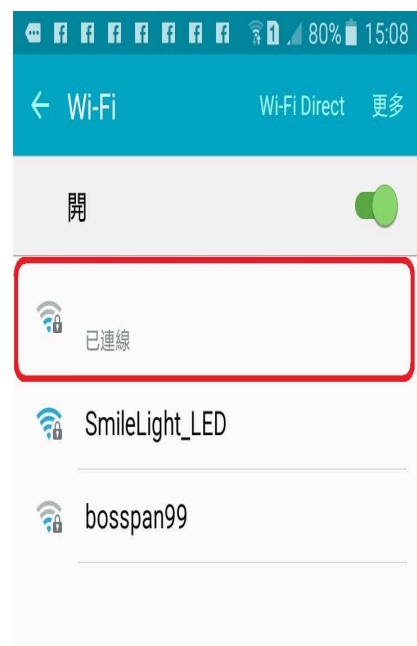 80% 15:08
Wi-Fi Wi-Fi Direct 更多
開
已連線
SmileLight_LED
bosspan99